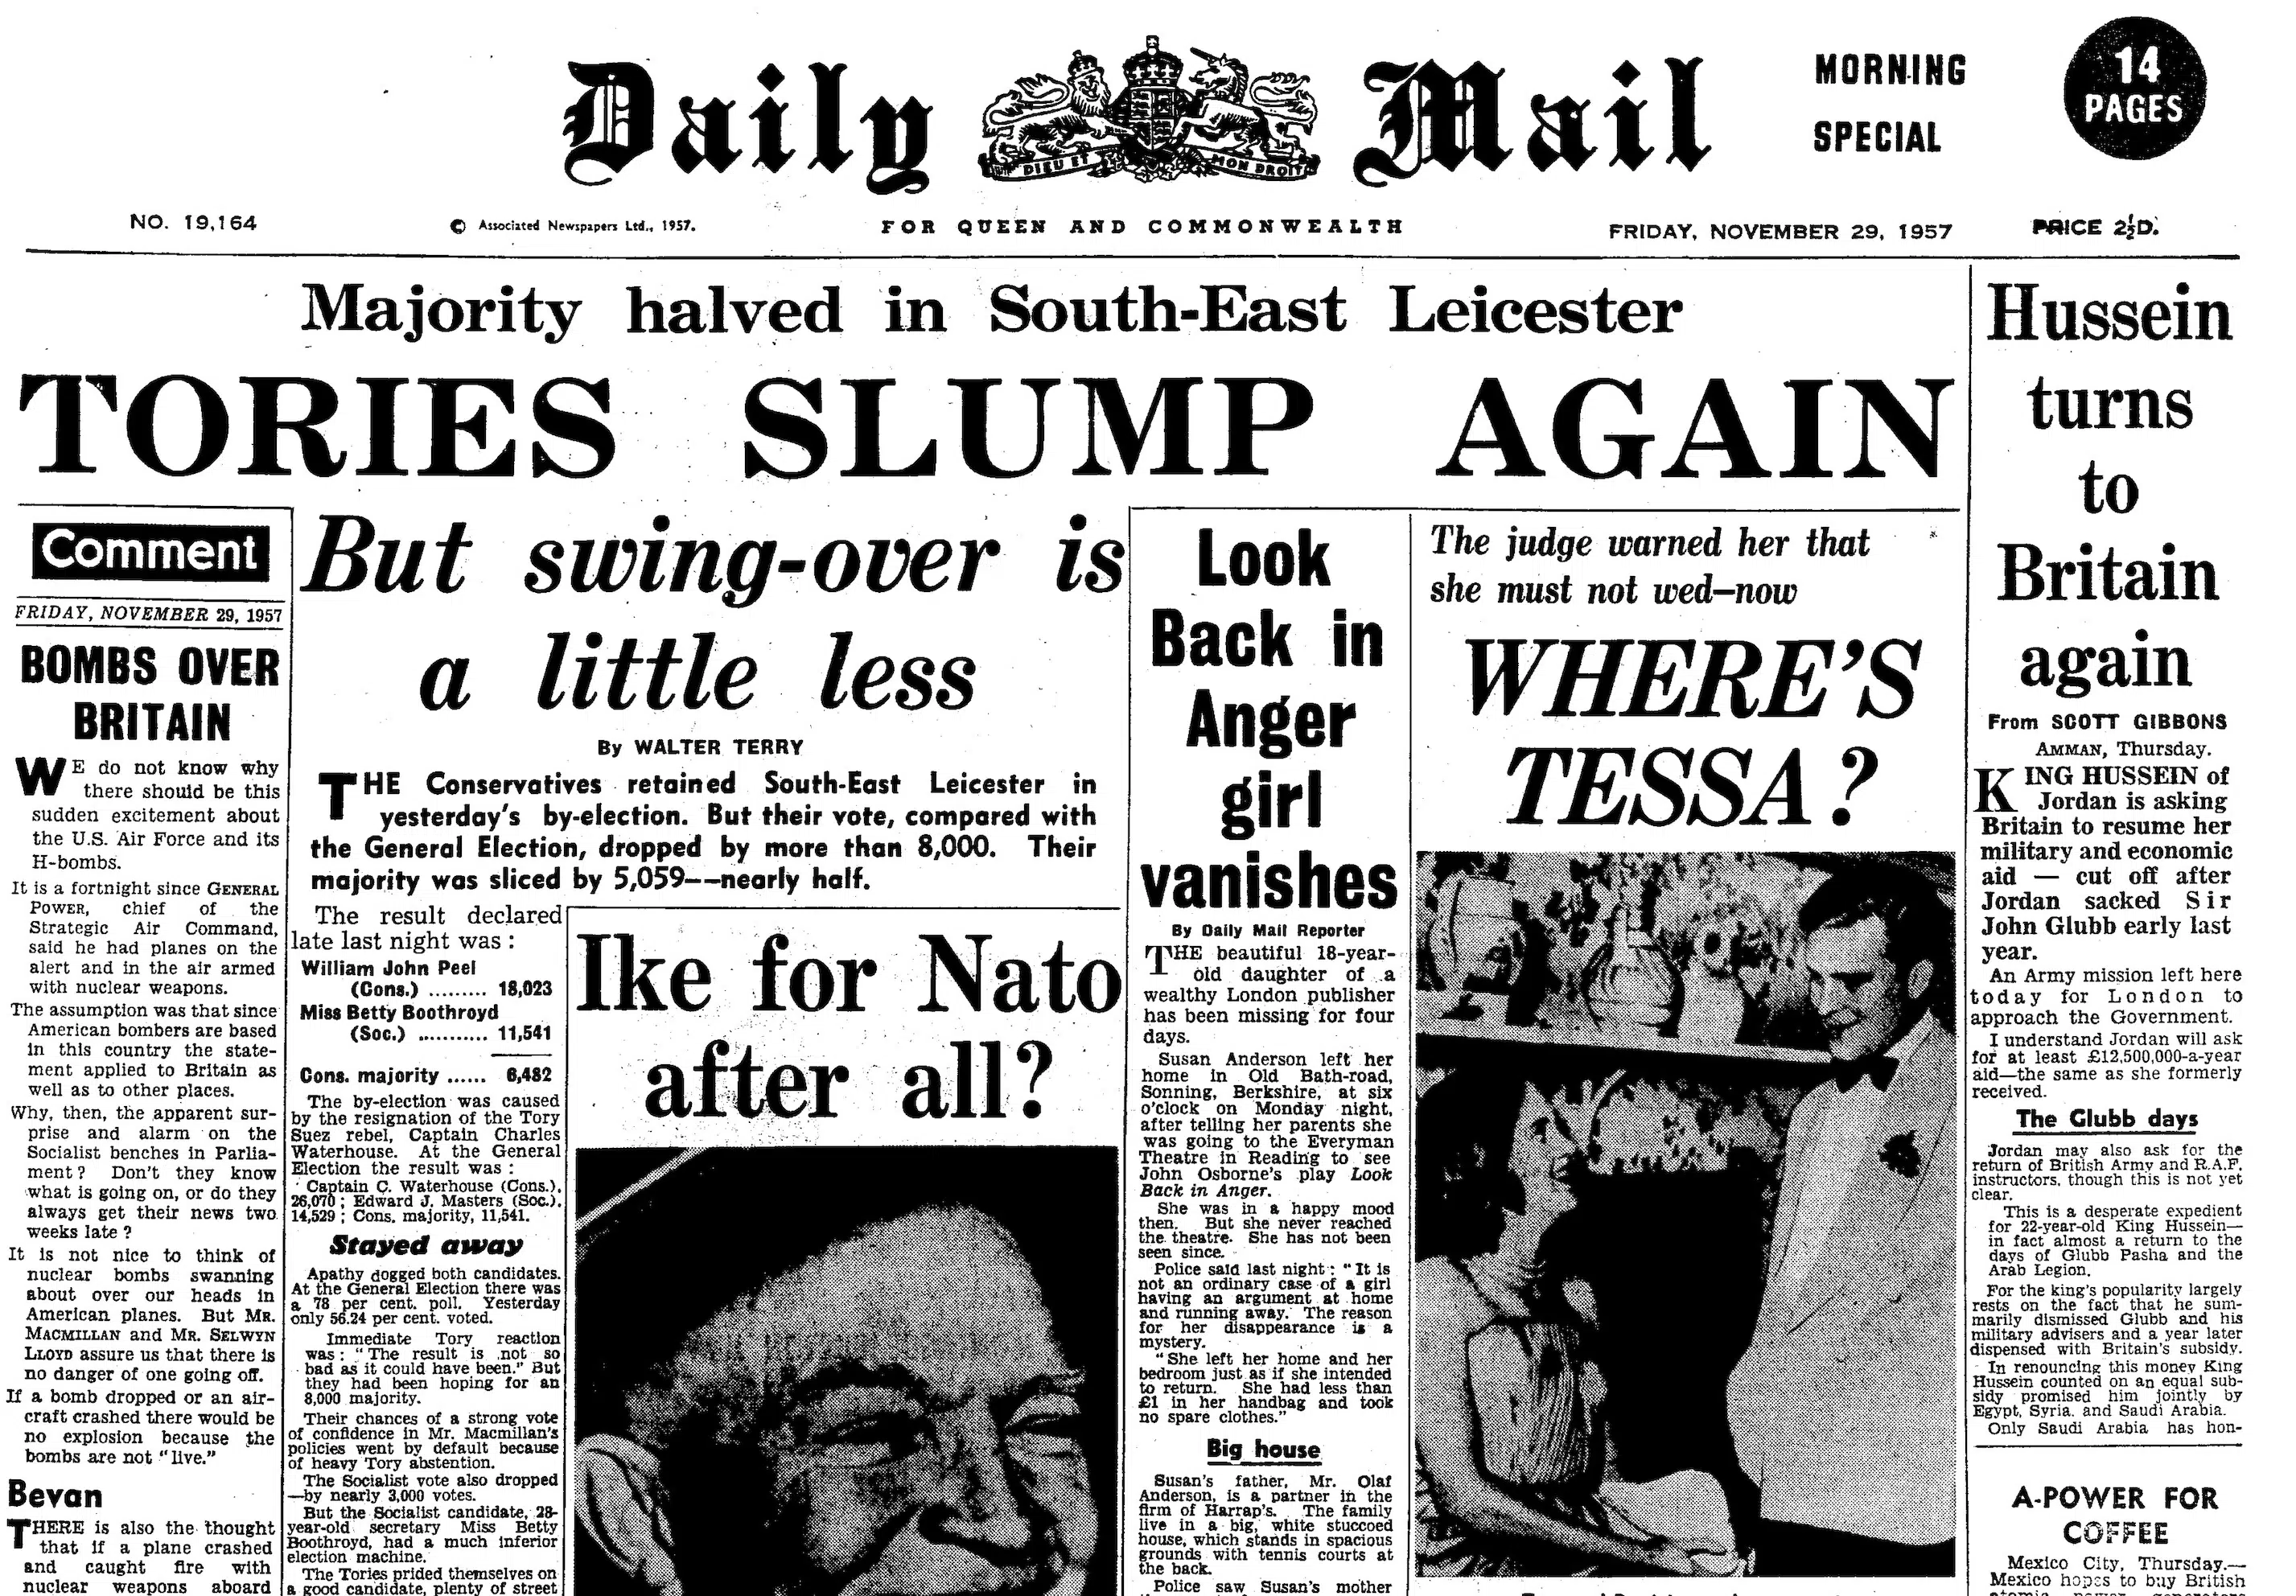 Daily Mail
DIEU ET MON DROIT
MORNING
SPECIAL
14
PAGES
NO. 19,164
© Associated Newspapers Ltd., 1957.
FOR QUEEN AND COMMONWEALTH
FRIDAY, NOVEMBER 29, 1957
PRICE 2½D.
Majority halved in South-East Leicester
TORIES SLUMP AGAIN
Comment
FRIDAY, NOVEMBER 29, 1957
BOMBS OVER
BRITAIN
WE do not know why
there should be this
sudden excitement about
the U.S. Air Force and its
H-bombs.
It is a fortnight since GENERAL
POWER, chief of the
Strategic Air Command,
said he had planes on the
alert and in the air armed
with nuclear weapons.
The assumption was that since
American bombers are based
in this country the state-
ment applied to Britain as
well as to other places.
Why, then, the apparent sur-
prise and alarm on the
Socialist benches in Parlia-
ment? Don't they know
what is going on, or do they
always get their news two
weeks late?
It is not nice to think of
nuclear bombs swanning
about over our heads in
American planes. But MR.
MACMILLAN and MR. SELWYN
LLOYD assure us that there is
no danger of one going off.
If a bomb dropped or an air-
craft crashed there would be
no explosion because the
bombs are not "live."
Bevan
THERE is also the thought
that if a plane crashed
and caught fire with
nuclear weapons aboard
But swing-over is
a little less
By WALTER TERRY
THE Conservatives retained South-East Leicester in
yesterday's by-election. But their vote, compared with
the General Election, dropped by more than 8,000. Their
majority was sliced by 5,059--nearly half.
The result declared
late last night was:
William John Peel
(Cons.) ......... 18,023
Miss Betty Boothroyd
(Soc.) ........... 11,541
Cons. majority ...... 6,482
The by-election was caused
by the resignation of the Tory
Suez rebel, Captain Charles
Waterhouse. At the General
Election the result was:
Captain C. Waterhouse (Cons.),
26,070; Edward J. Masters (Soc.),
14,529; Cons. majority, 11,541.
Stayed away
Apathy dogged both candidates.
At the General Election there was
a 78 per cent. poll. Yesterday
only 56.24 per cent. voted.
Immediate Tory reaction
was: "The result is not so
bad as it could have been." But
they had been hoping for an
8,000 majority.
Their chances of a strong vote
of confidence in Mr. Macmillan's
policies went by default because
of heavy Tory abstention.
The Socialist vote also dropped
—by nearly 3,000 votes.
But the Socialist candidate, 28-
year-old secretary Miss Betty
Boothroyd, had a much inferior
election machine.
The Tories prided themselves on
a good candidate, plenty of street
Ike for Nato
after all?
Look
Back in
Anger
girl
vanishes
By Daily Mail Reporter
THE beautiful 18-year-
old daughter of a
wealthy London publisher
has been missing for four
days.
Susan Anderson left her
home in Old Bath-road,
Sonning, Berkshire, at six
o'clock on Monday night,
after telling her parents she
was going to the Everyman
Theatre in Reading to see
John Osborne's play Look
Back in Anger.
She was in a happy mood
then. But she never reached
the theatre. She has not been
seen since.
Police said last night: "It is
not an ordinary case of a girl
having an argument at home
and running away. The reason
for her disappearance is a
mystery.
"She left her home and her
bedroom just as if she intended
to return. She had less than
£1 in her handbag and took
no spare clothes."
Big house
Susan's father, Mr. Olaf
Anderson, is a partner in the
firm of Harrap's. The family
live in a big, white stuccoed
house, which stands in spacious
grounds with tennis courts at
the back.
Police saw Susan's mother
The judge warned her that
she must not wed—now
WHERE'S
TESSA?
Hussein
turns
to
Britain
again
From SCOTT GIBBONS
AMMAN, Thursday.
KING HUSSEIN of
Jordan is asking
Britain to resume her
military and economic
aid — cut off after
Jordan sacked Sir
John Glubb early last
year.
An Army mission left here
today for London to
approach the Government.
I understand Jordan will ask
for at least £12,500,000-a-year
aid—the same as she formerly
received.
The Glubb days
Jordan may also ask for the
return of British Army and R.A.F.
instructors, though this is not yet
clear.
This is a desperate expedient
for 22-year-old King Hussein—
in fact almost a return to the
days of Glubb Pasha and the
Arab Legion.
For the king's popularity largely
rests on the fact that he sum-
marily dismissed Glubb and his
military advisers and a year later
dispensed with Britain's subsidy.
In renouncing this money King
Hussein counted on an equal sub-
sidy promised him jointly by
Egypt, Syria, and Saudi Arabia.
Only Saudi Arabia has hon-
A-POWER FOR
COFFEE
Mexico City, Thursday.—
Mexico hopes to buy British